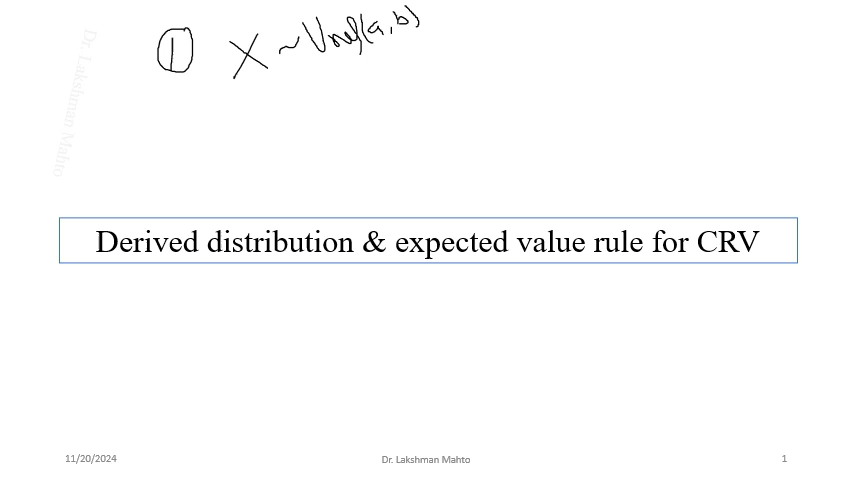 ① X ~ Unif(a, b)
Dr. Lakshman Mahto
Derived distribution & expected value rule for CRV
11/20/2024 Dr. Lakshman Mahto 1